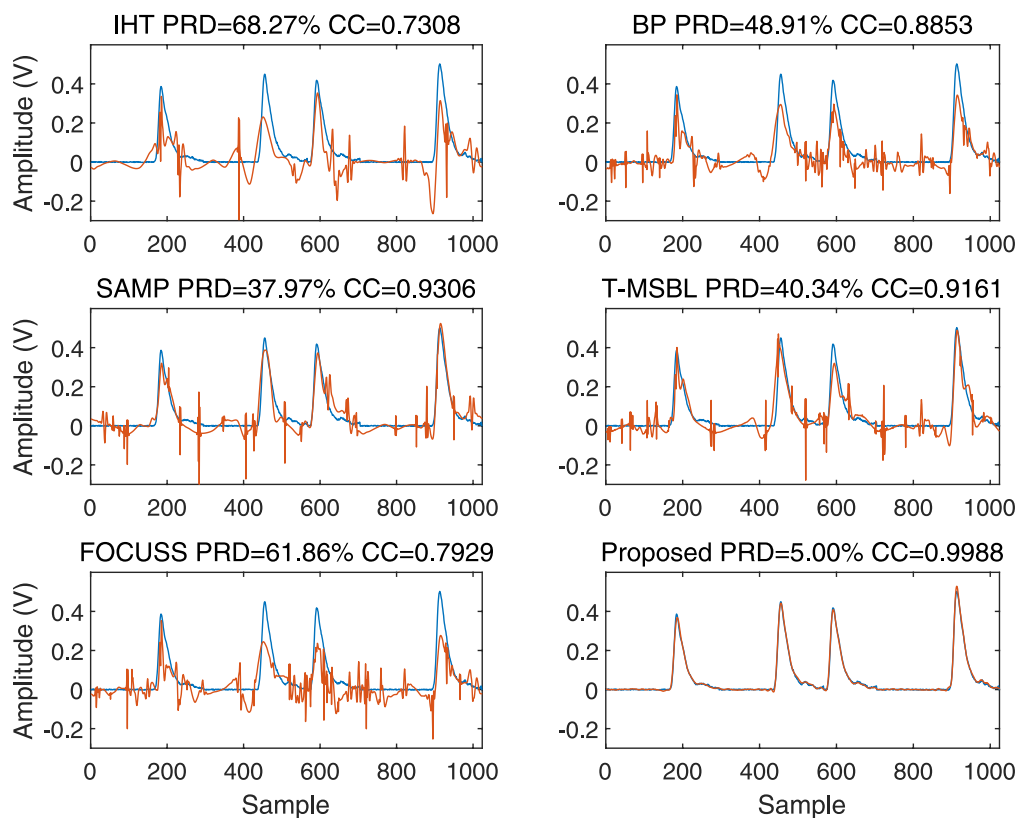 IHT PRD=68.27% CC=0.7308
BP PRD=48.91% CC=0.8853
Amplitude (V)
0.4
0.2
0
-0.2
0 200 400 600 800 1000
0.4
0.2
0
-0.2
0 200 400 600 800 1000
SAMP PRD=37.97% CC=0.9306
T-MSBL PRD=40.34% CC=0.9161
Amplitude (V)
0.4
0.2
0
-0.2
0 200 400 600 800 1000
0.4
0.2
0
-0.2
0 200 400 600 800 1000
FOCUSS PRD=61.86% CC=0.7929
Proposed PRD=5.00% CC=0.9988
Amplitude (V)
0.4
0.2
0
-0.2
0 200 400 600 800 1000
Sample
0.4
0.2
0
-0.2
0 200 400 600 800 1000
Sample